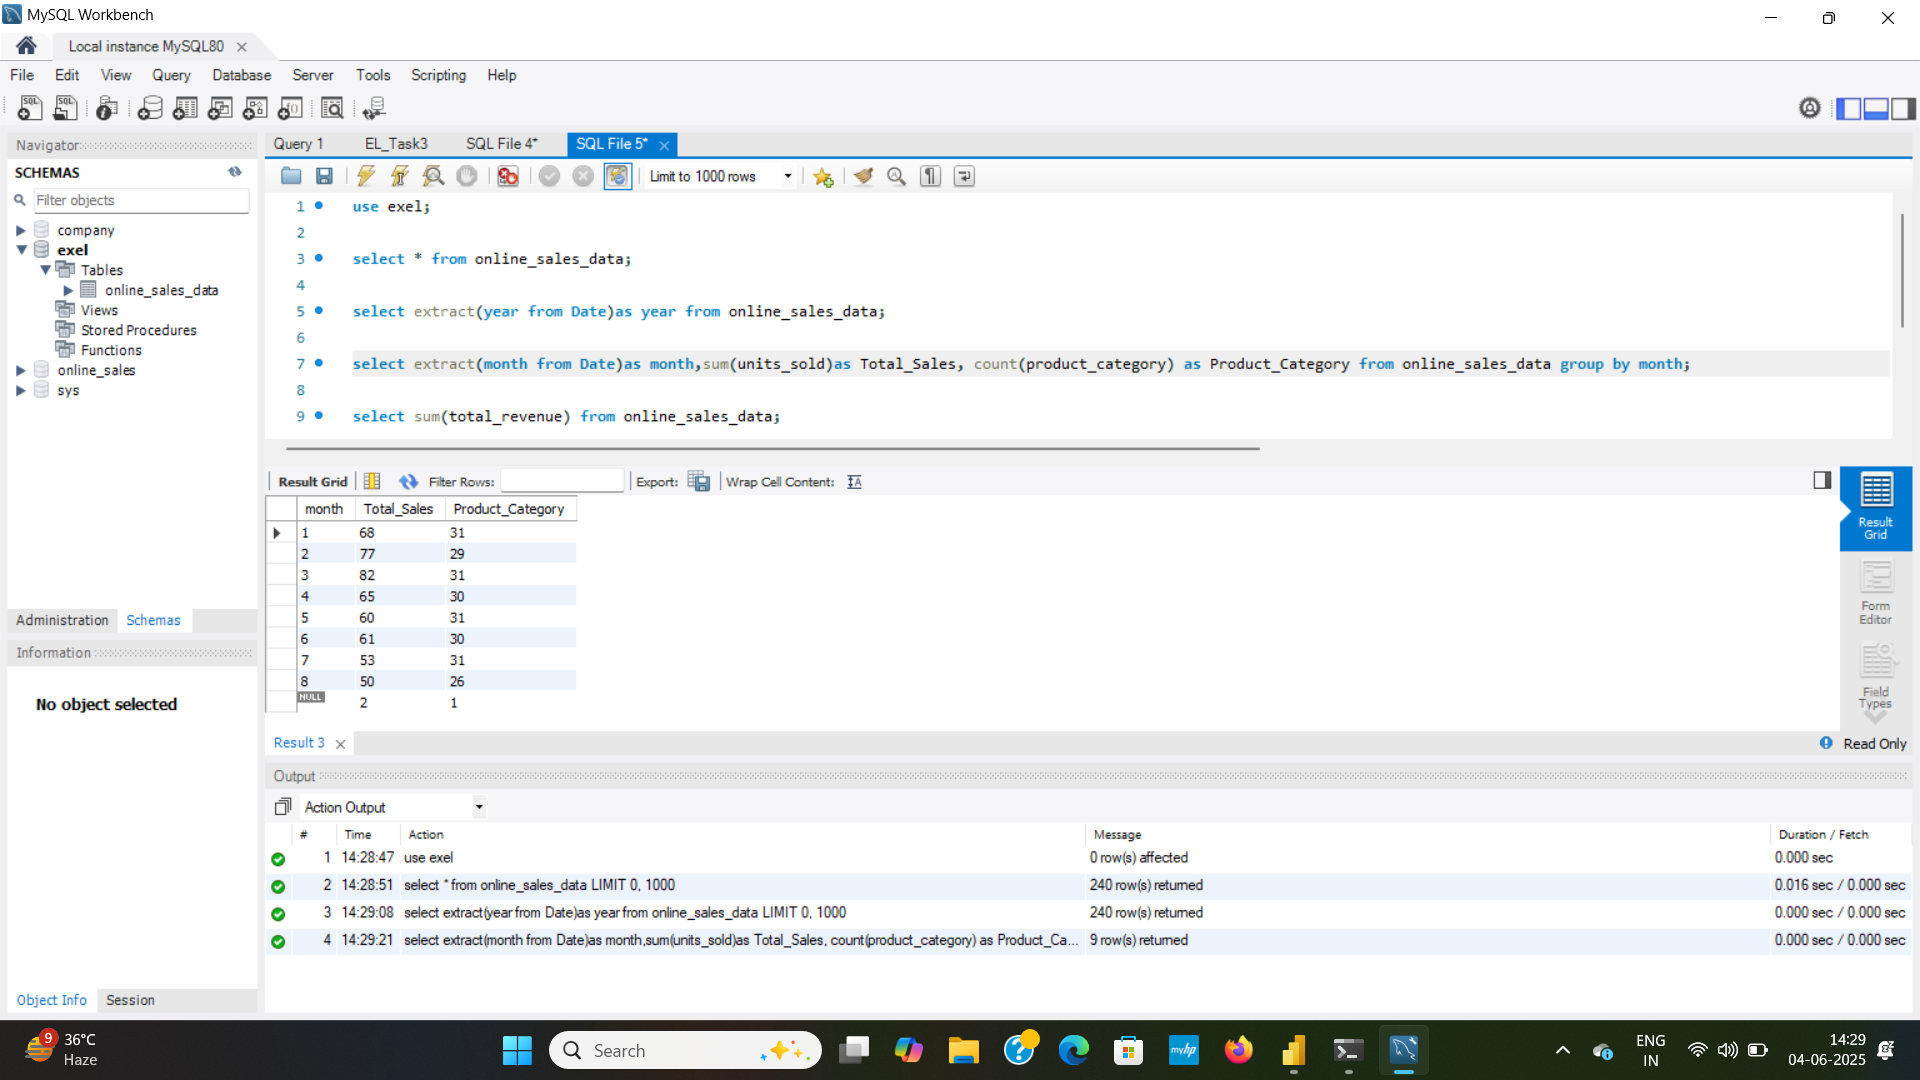 MySQL Workbench
Local instance MySQL80
File Edit View Query Database Server Tools Scripting Help
Navigator
SCHEMAS
Filter objects
company
exel
Tables
online_sales_data
Views
Stored Procedures
Functions
online_sales
sys
Administration Schemas
Information
No object selected
Object Info Session
Query 1 EL_Task3 SQL File 4* SQL File 5*
Limit to 1000 rows
1 use exel;
2
3 select * from online_sales_data;
4
5 select extract(year from Date)as year from online_sales_data;
6
7 select extract(month from Date)as month,sum(units_sold)as Total_Sales, count(product_category) as Product_Category from online_sales_data group by month;
8
9 select sum(total_revenue) from online_sales_data;
Result Grid Filter Rows: Export: Wrap Cell Content:
month Total_Sales Product_Category
1 68 31
2 77 29
3 82 31
4 65 30
5 60 31
6 61 30
7 53 31
8 50 26
NULL 2 1
Result Grid
Form Editor
Field Types
Result 3
Read Only
Output
Action Output
# Time Action Message Duration / Fetch
1 14:28:47 use exel 0 row(s) affected 0.000 sec
2 14:28:51 select * from online_sales_data LIMIT 0, 1000 240 row(s) returned 0.016 sec / 0.000 sec
3 14:29:08 select extract(year from Date)as year from online_sales_data LIMIT 0, 1000 240 row(s) returned 0.000 sec / 0.000 sec
4 14:29:21 select extract(month from Date)as month,sum(units_sold)as Total_Sales, count(product_category) as Product_Ca... 9 row(s) returned 0.000 sec / 0.000 sec
9
36°C
Haze
Search
myhp
ENG
IN
14:29
04-06-2025